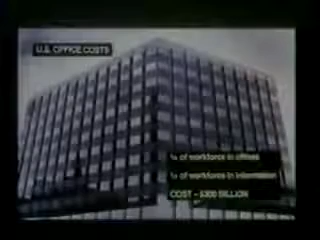 U.S. OFFICE COSTS
of workforce in offices
of workforce in information
COST – $300 BILLION